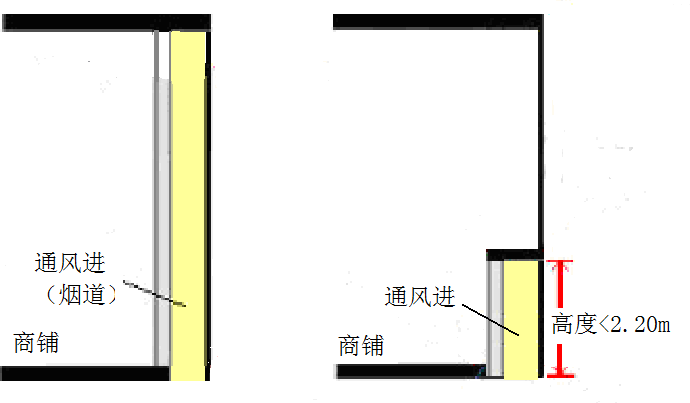 通风进
（烟道）
商铺
通风进
高度<2.20m
商铺